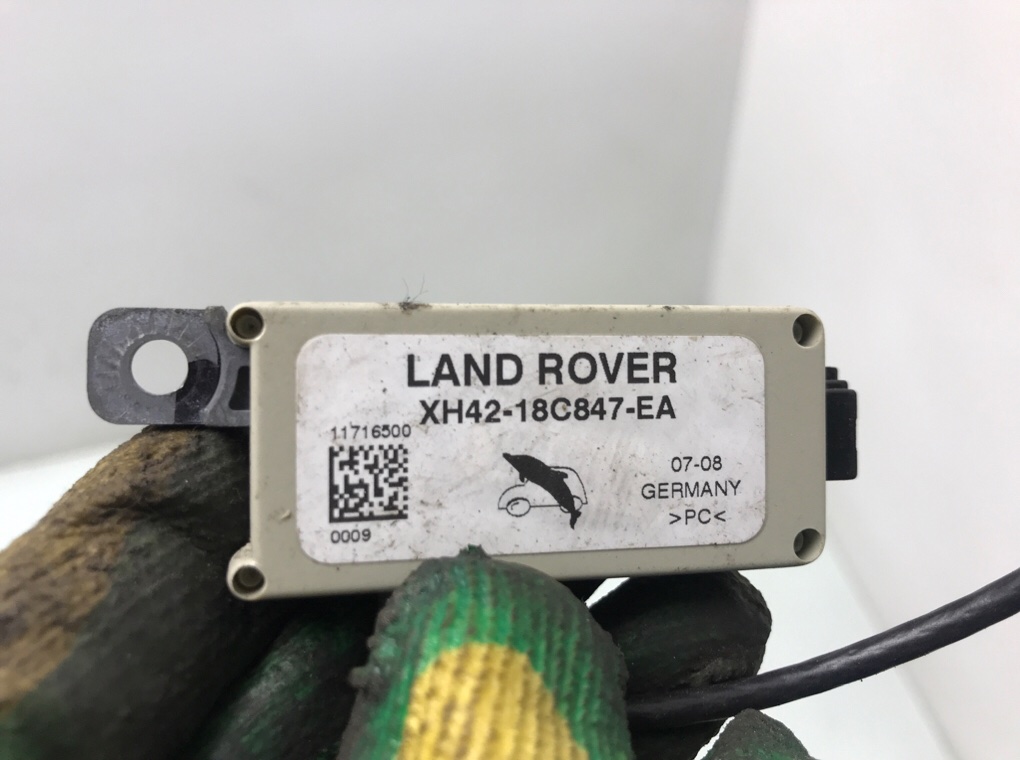 LAND ROVER
XH42-18C847-EA
11716500
0009
07-08
GERMANY
>PC<